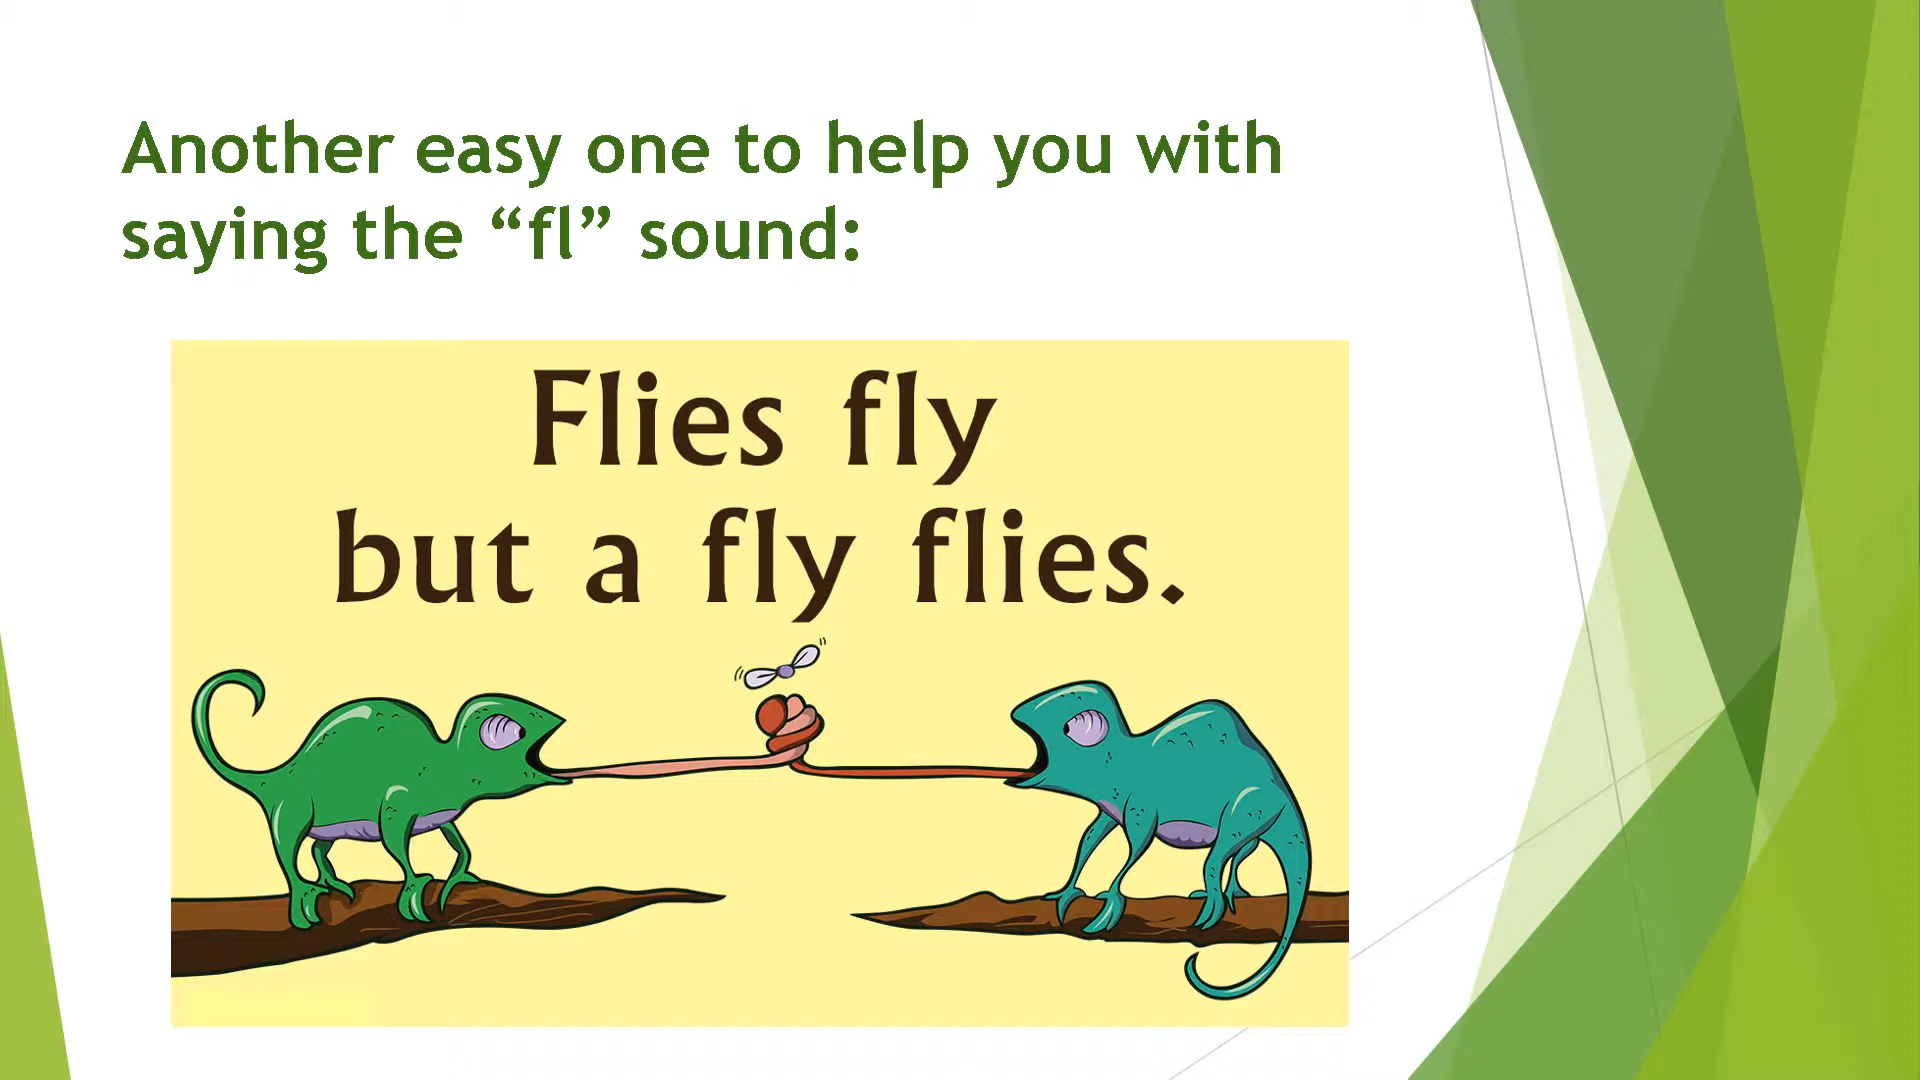 Another easy one to help you with
saying the “fl” sound:
Flies fly
but a fly flies.